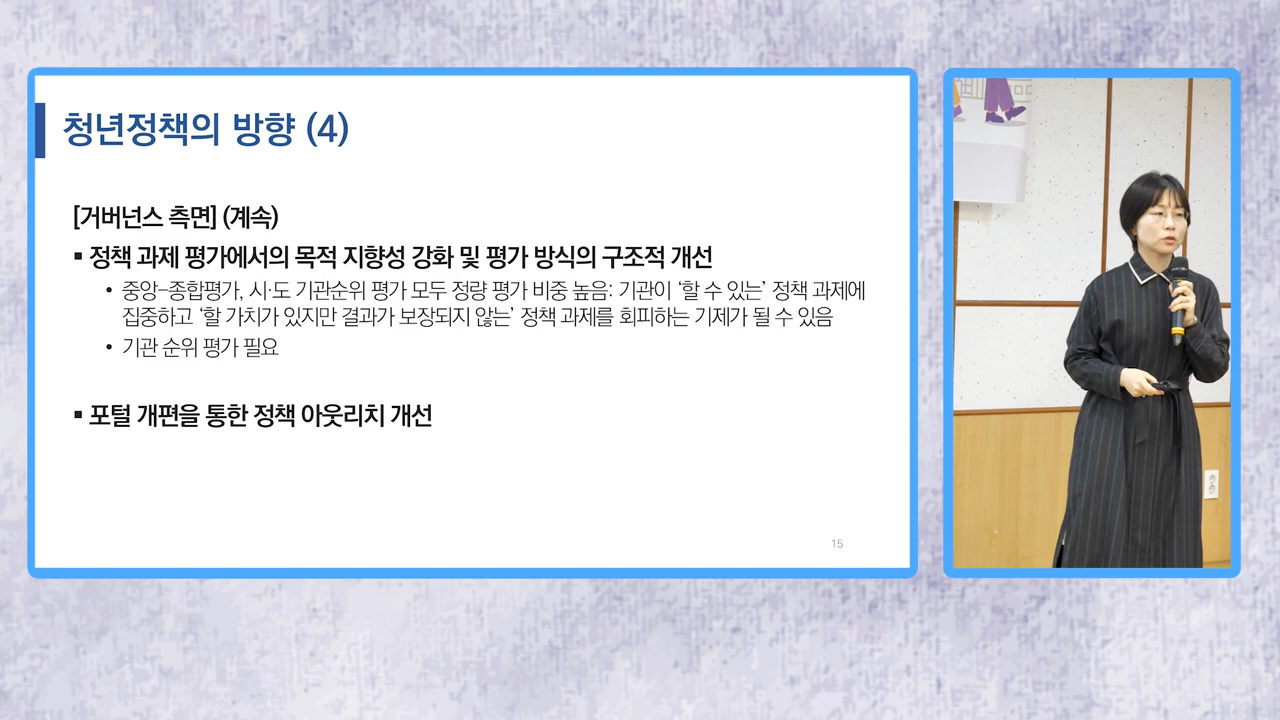 청년정책의 방향 (4)
[거버넌스 측면] (계속)
▪ 정책 과제 평가에서의 목적 지향성 강화 및 평가 방식의 구조적 개선
• 중앙-종합평가, 시·도 기관순위 평가 모두 정량 평가 비중 높음: 기관이 ‘할 수 있는’ 정책 과제에
집중하고 ‘할 가치가 있지만 결과가 보장되지 않는’ 정책 과제를 회피하는 기제가 될 수 있음
• 기관 순위 평가 필요
▪ 포털 개편을 통한 정책 아웃리치 개선
15